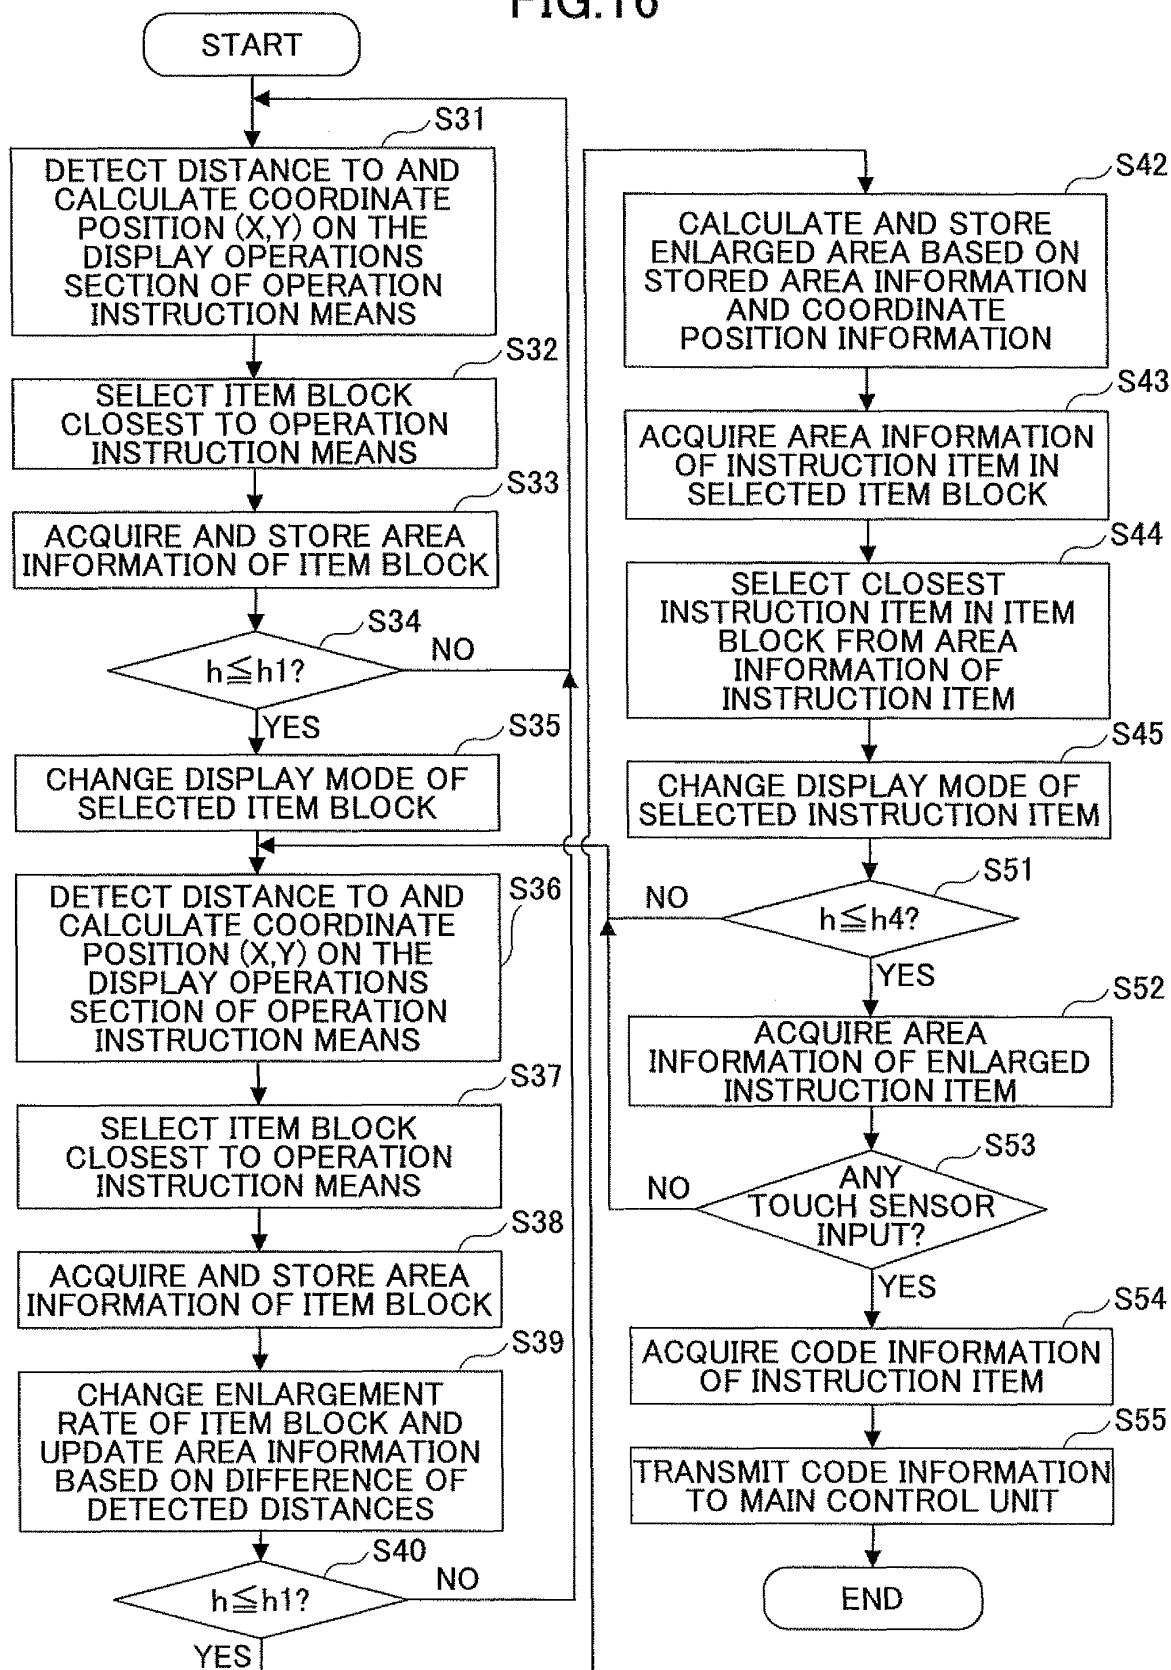 FIG.16
START
S31
DETECT DISTANCE TO AND
CALCULATE COORDINATE
POSITION (X,Y) ON THE
DISPLAY OPERATIONS
SECTION OF OPERATION
INSTRUCTION MEANS
S32
SELECT ITEM BLOCK
CLOSEST TO OPERATION
INSTRUCTION MEANS
S33
ACQUIRE AND STORE AREA
INFORMATION OF ITEM BLOCK
S34
h≦h1?
NO
YES
S35
CHANGE DISPLAY MODE OF
SELECTED ITEM BLOCK
S36
DETECT DISTANCE TO AND
CALCULATE COORDINATE
POSITION (X,Y) ON THE
DISPLAY OPERATIONS
SECTION OF OPERATION
INSTRUCTION MEANS
S37
SELECT ITEM BLOCK
CLOSEST TO OPERATION
INSTRUCTION MEANS
S38
ACQUIRE AND STORE AREA
INFORMATION OF ITEM BLOCK
S39
CHANGE ENLARGEMENT
RATE OF ITEM BLOCK AND
UPDATE AREA INFORMATION
BASED ON DIFFERENCE OF
DETECTED DISTANCES
S40
h≦h1?
NO
YES
S42
CALCULATE AND STORE
ENLARGED AREA BASED ON
STORED AREA INFORMATION
AND COORDINATE
POSITION INFORMATION
S43
ACQUIRE AREA INFORMATION
OF INSTRUCTION ITEM IN
SELECTED ITEM BLOCK
S44
SELECT CLOSEST
INSTRUCTION ITEM IN ITEM
BLOCK FROM AREA
INFORMATION OF
INSTRUCTION ITEM
S45
CHANGE DISPLAY MODE OF
SELECTED INSTRUCTION ITEM
S51
NO
h≦h4?
YES
S52
ACQUIRE AREA
INFORMATION OF ENLARGED
INSTRUCTION ITEM
S53
NO
ANY
TOUCH SENSOR
INPUT?
YES
S54
ACQUIRE CODE INFORMATION
OF INSTRUCTION ITEM
S55
TRANSMIT CODE INFORMATION
TO MAIN CONTROL UNIT
END